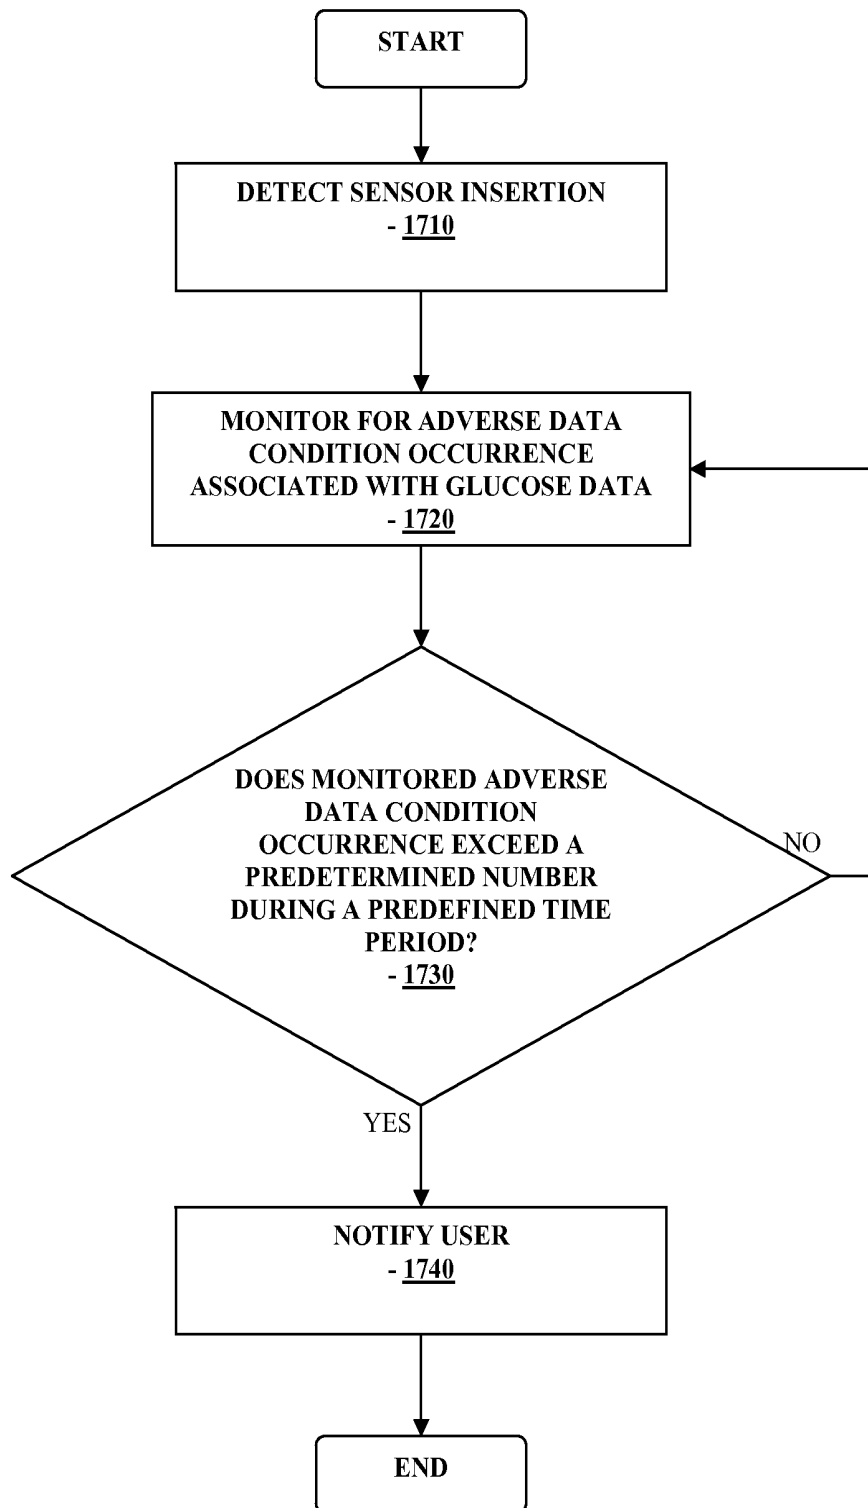 START
DETECT SENSOR INSERTION
- 1710
MONITOR FOR ADVERSE DATA
CONDITION OCCURRENCE
ASSOCIATED WITH GLUCOSE DATA
- 1720
DOES MONITORED ADVERSE
DATA CONDITION
OCCURRENCE EXCEED A
PREDETERMINED NUMBER
DURING A PREDEFINED TIME
PERIOD?
- 1730
NO
YES
NOTIFY USER
- 1740
END